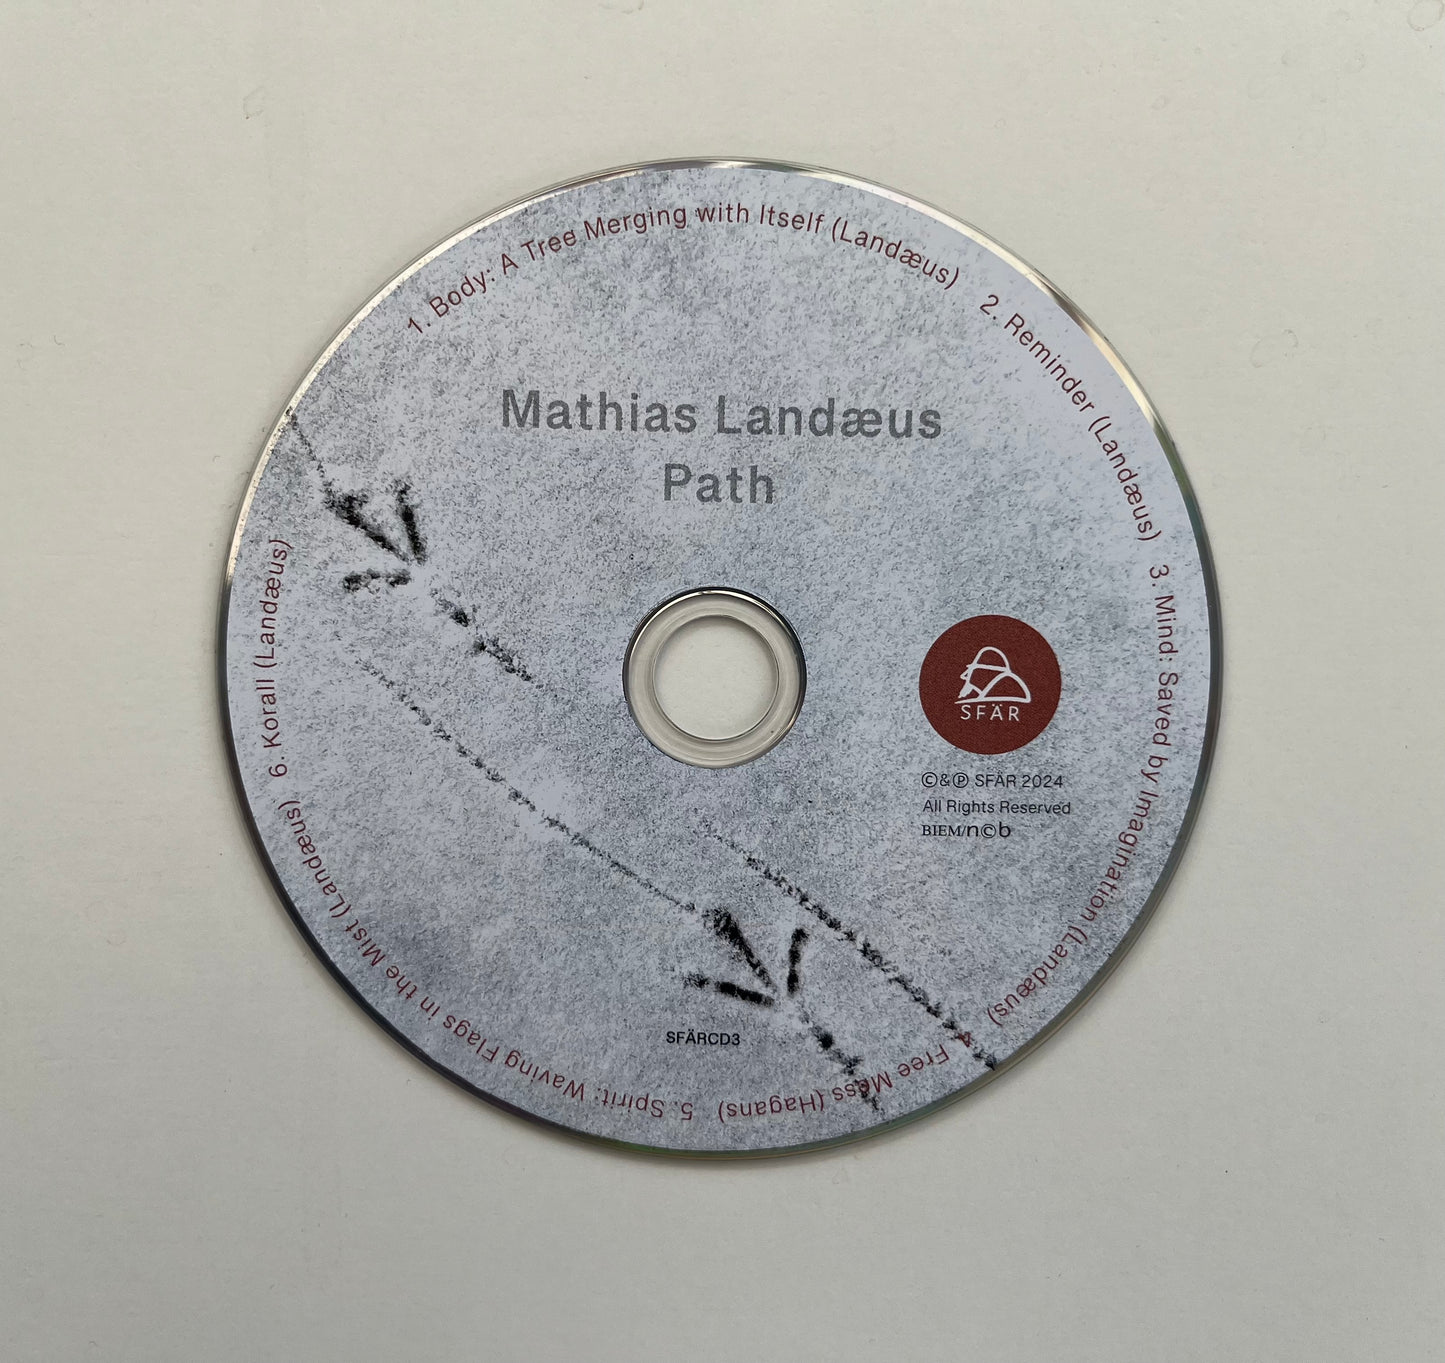 Mathias Landæus
Path
1. Body: A Tree Merging with Itself (Landæus)
2. Reminder (Landæus)
3. Mind: Saved by Imagination (Landæus)
4. Free Mess (Hagans)
5. Spirit: Waving Flags in the Mist (Landæus)
6. Korall (Landæus)
SFÄR
©&℗ SFÄR 2024
All Rights Reserved
BIEM/n©b
SFÄRCD3